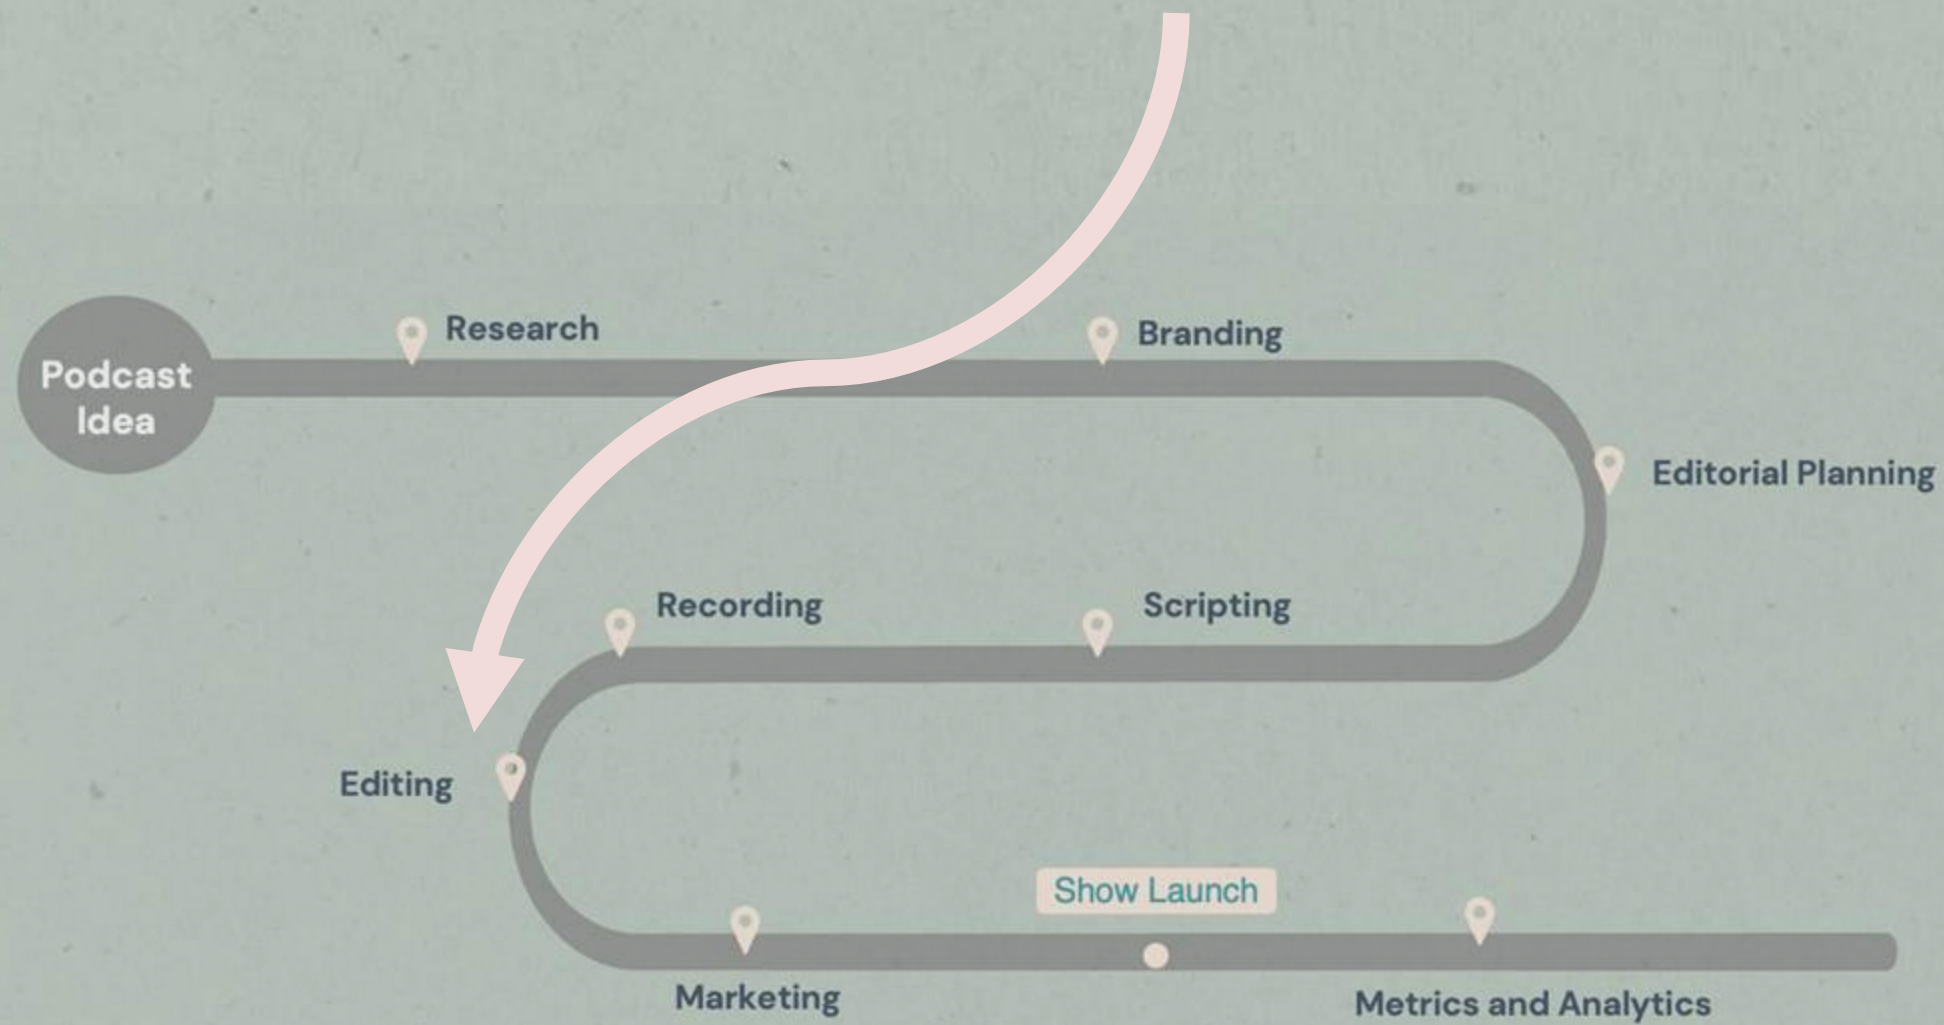 Podcast
Idea
Research
Branding
Editorial Planning
Scripting
Recording
Editing
Marketing
Show Launch
Metrics and Analytics